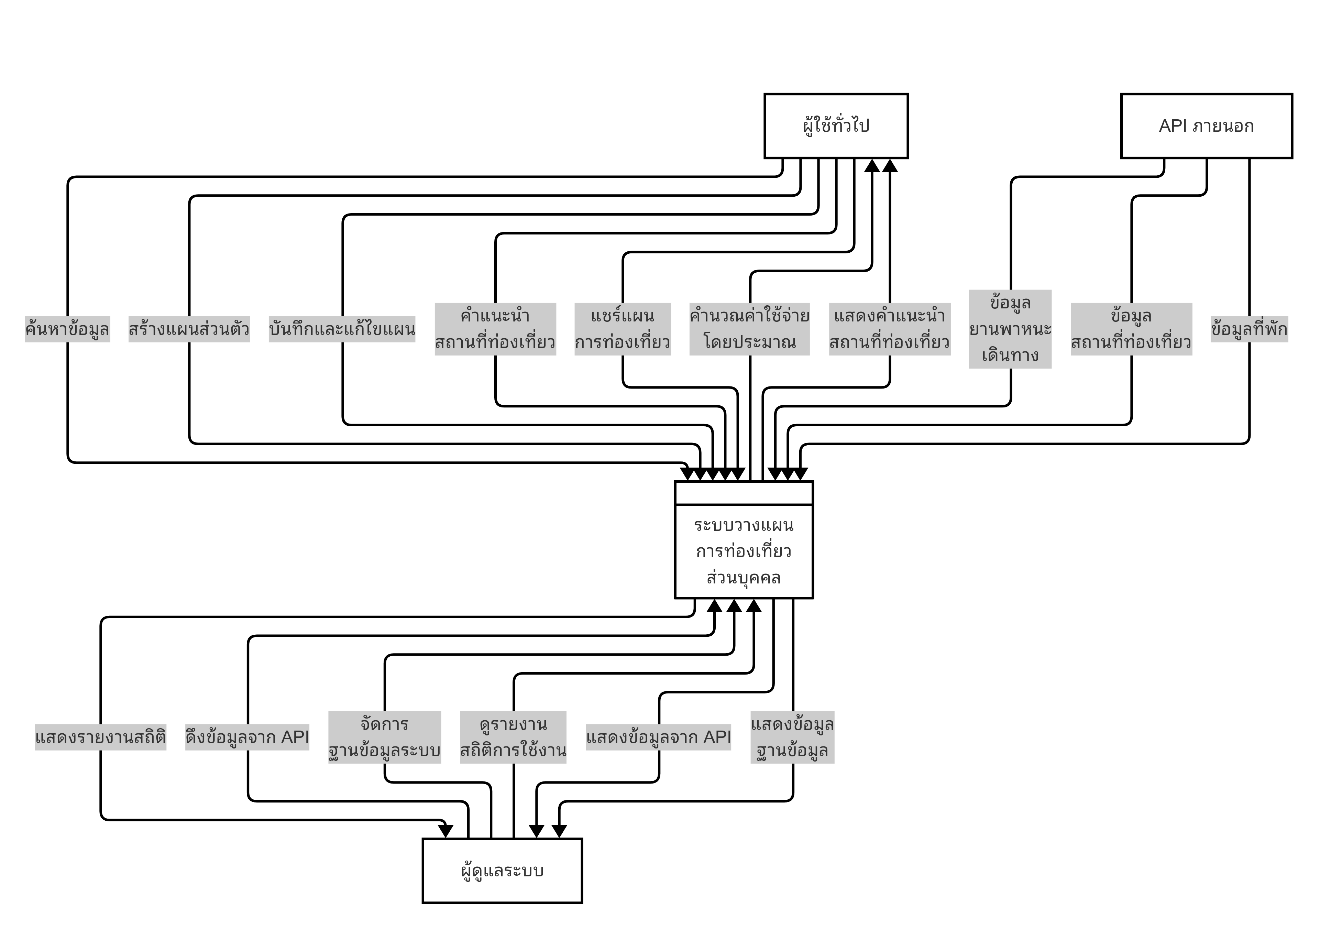 ผู้ใช้ทั่วไป
API ภายนอก
ค้นหาข้อมูล
สร้างแผนส่วนตัว
บันทึกและแก้ไขแผน
คำแนะนำ
สถานที่ท่องเที่ยว
แชร์แผน
การท่องเที่ยว
คำนวณค่าใช้จ่าย
โดยประมาณ
แสดงคำแนะนำ
สถานที่ท่องเที่ยว
ข้อมูล
ยานพาหนะ
เดินทาง
ข้อมูล
สถานที่ท่องเที่ยว
ข้อมูลที่พัก
ระบบวางแผน
การท่องเที่ยว
ส่วนบุคคล
แสดงรายงานสถิติ
ดึงข้อมูลจาก API
จัดการ
ฐานข้อมูลระบบ
ดูรายงาน
สถิติการใช้งาน
แสดงข้อมูลจาก API
แสดงข้อมูล
ฐานข้อมูล
ผู้ดูแลระบบ